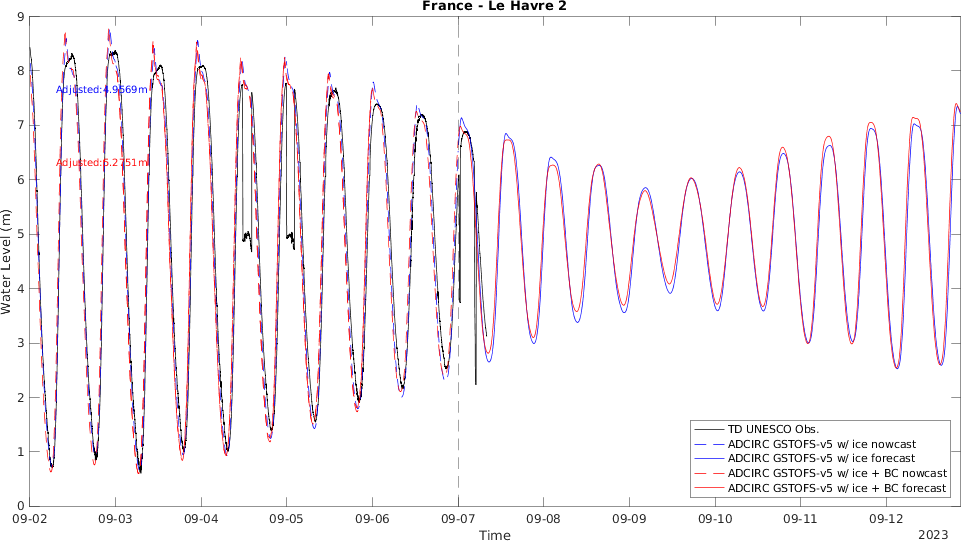 France - Le Havre 2
9
8
7
6
5
4
3
2
1
0
Water Level (m)
Adjusted:4.9669m
Adjusted:5.2751m
09-02 09-03 09-04 09-05 09-06 09-07 09-08 09-09 09-10 09-11 09-12
Time
2023
TD UNESCO Obs.
ADCIRC GSTOFS-v5 w/ ice nowcast
ADCIRC GSTOFS-v5 w/ ice forecast
ADCIRC GSTOFS-v5 w/ ice + BC nowcast
ADCIRC GSTOFS-v5 w/ ice + BC forecast